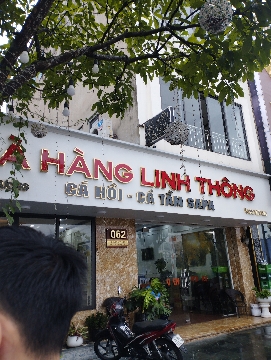 À HÀNG LINH THÔNG
CÁ HỒI - CÁ TẦM SAPA
062